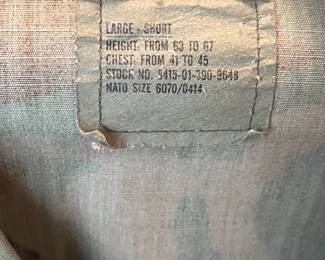 LARGE - SHORT
HEIGHT: FROM 63 TO 67
CHEST: FROM 41 TO 45
STOCK NO. 8415-01-390-8648
NATO SIZE 6070/0414